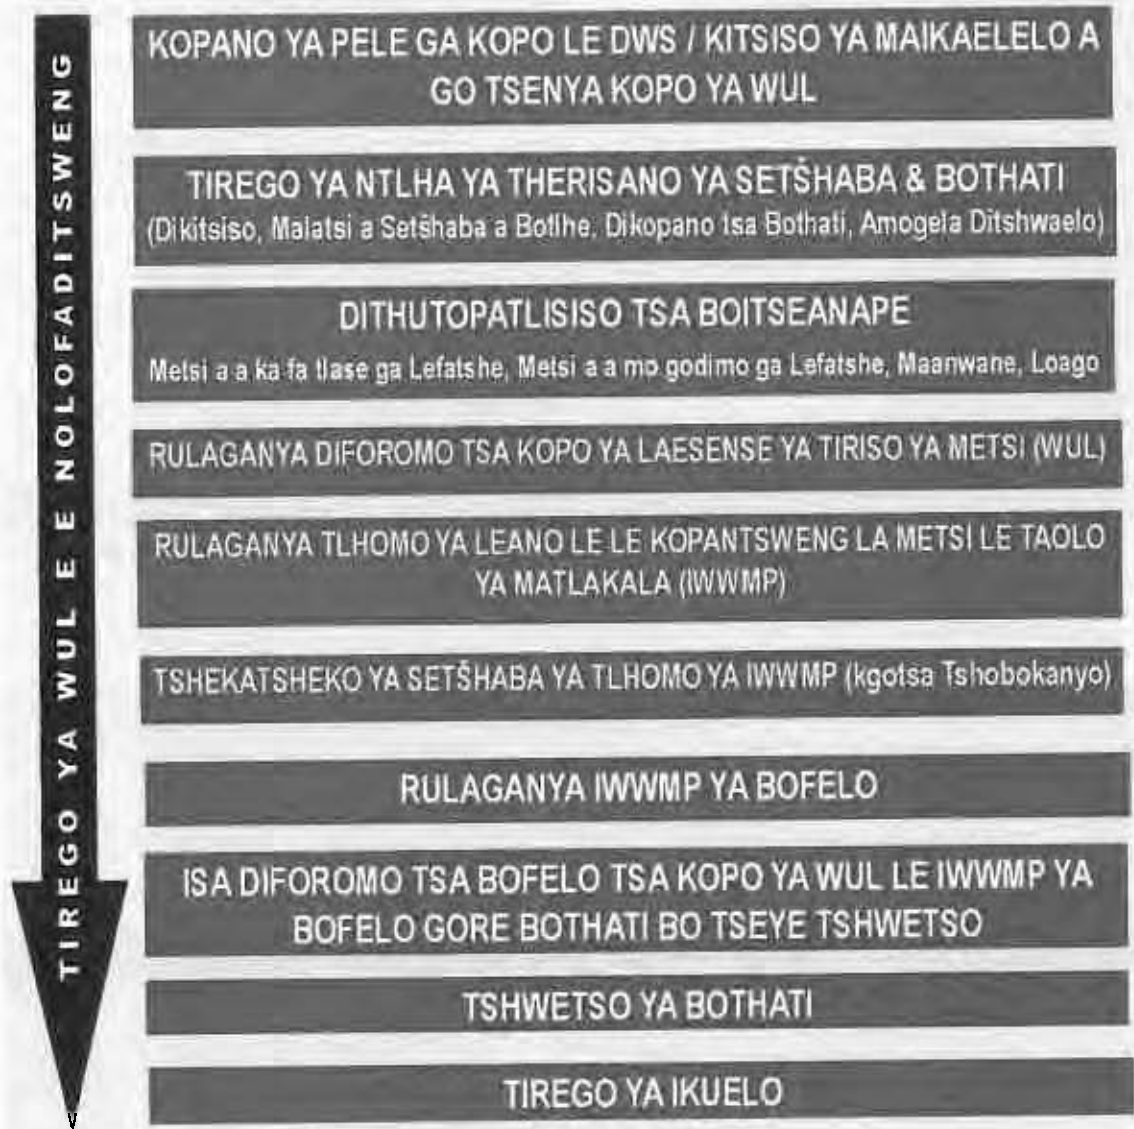 TIREGO YA WUL E E NOLOFADITSWENG
KOPANO YA PELE GA KOPO LE DWS / KITSISO YA MAIKAELELO A
GO TSENYA KOPO YA WUL
TIREGO YA NTLHA YA THERISANO YA SETŠHABA & BOTHATI
(Dikitsiso, Malatsi a Setšhaba a Botlhe, Dikopano tsa Bothati, Amogela Ditshwaelo)
DITHUTOPATLISISO TSA BOITSEANAPE
Metsi a a ka fa tlase ga Lefatshe, Metsi a a mo godimo ga Lefatshe, Maanwane, Loago
RULAGANYA DIFOROMO TSA KOPO YA LAESENSE YA TIRISO YA METSI (WUL)
RULAGANYA TLHOMO YA LEANO LE LE KOPANTSWENG LA METSI LE TAOLO
YA MATLAKALA (IWWMP)
TSHEKATSHEKO YA SETŠHABA YA TLHOMO YA IWWMP (kgotsa Tshobokanyo)
RULAGANYA IWWMP YA BOFELO
ISA DIFOROMO TSA BOFELO TSA KOPO YA WUL LE IWWMP YA
BOFELO GORE BOTHATI BO TSEYE TSHWETSO
TSHWETSO YA BOTHATI
TIREGO YA IKUELO